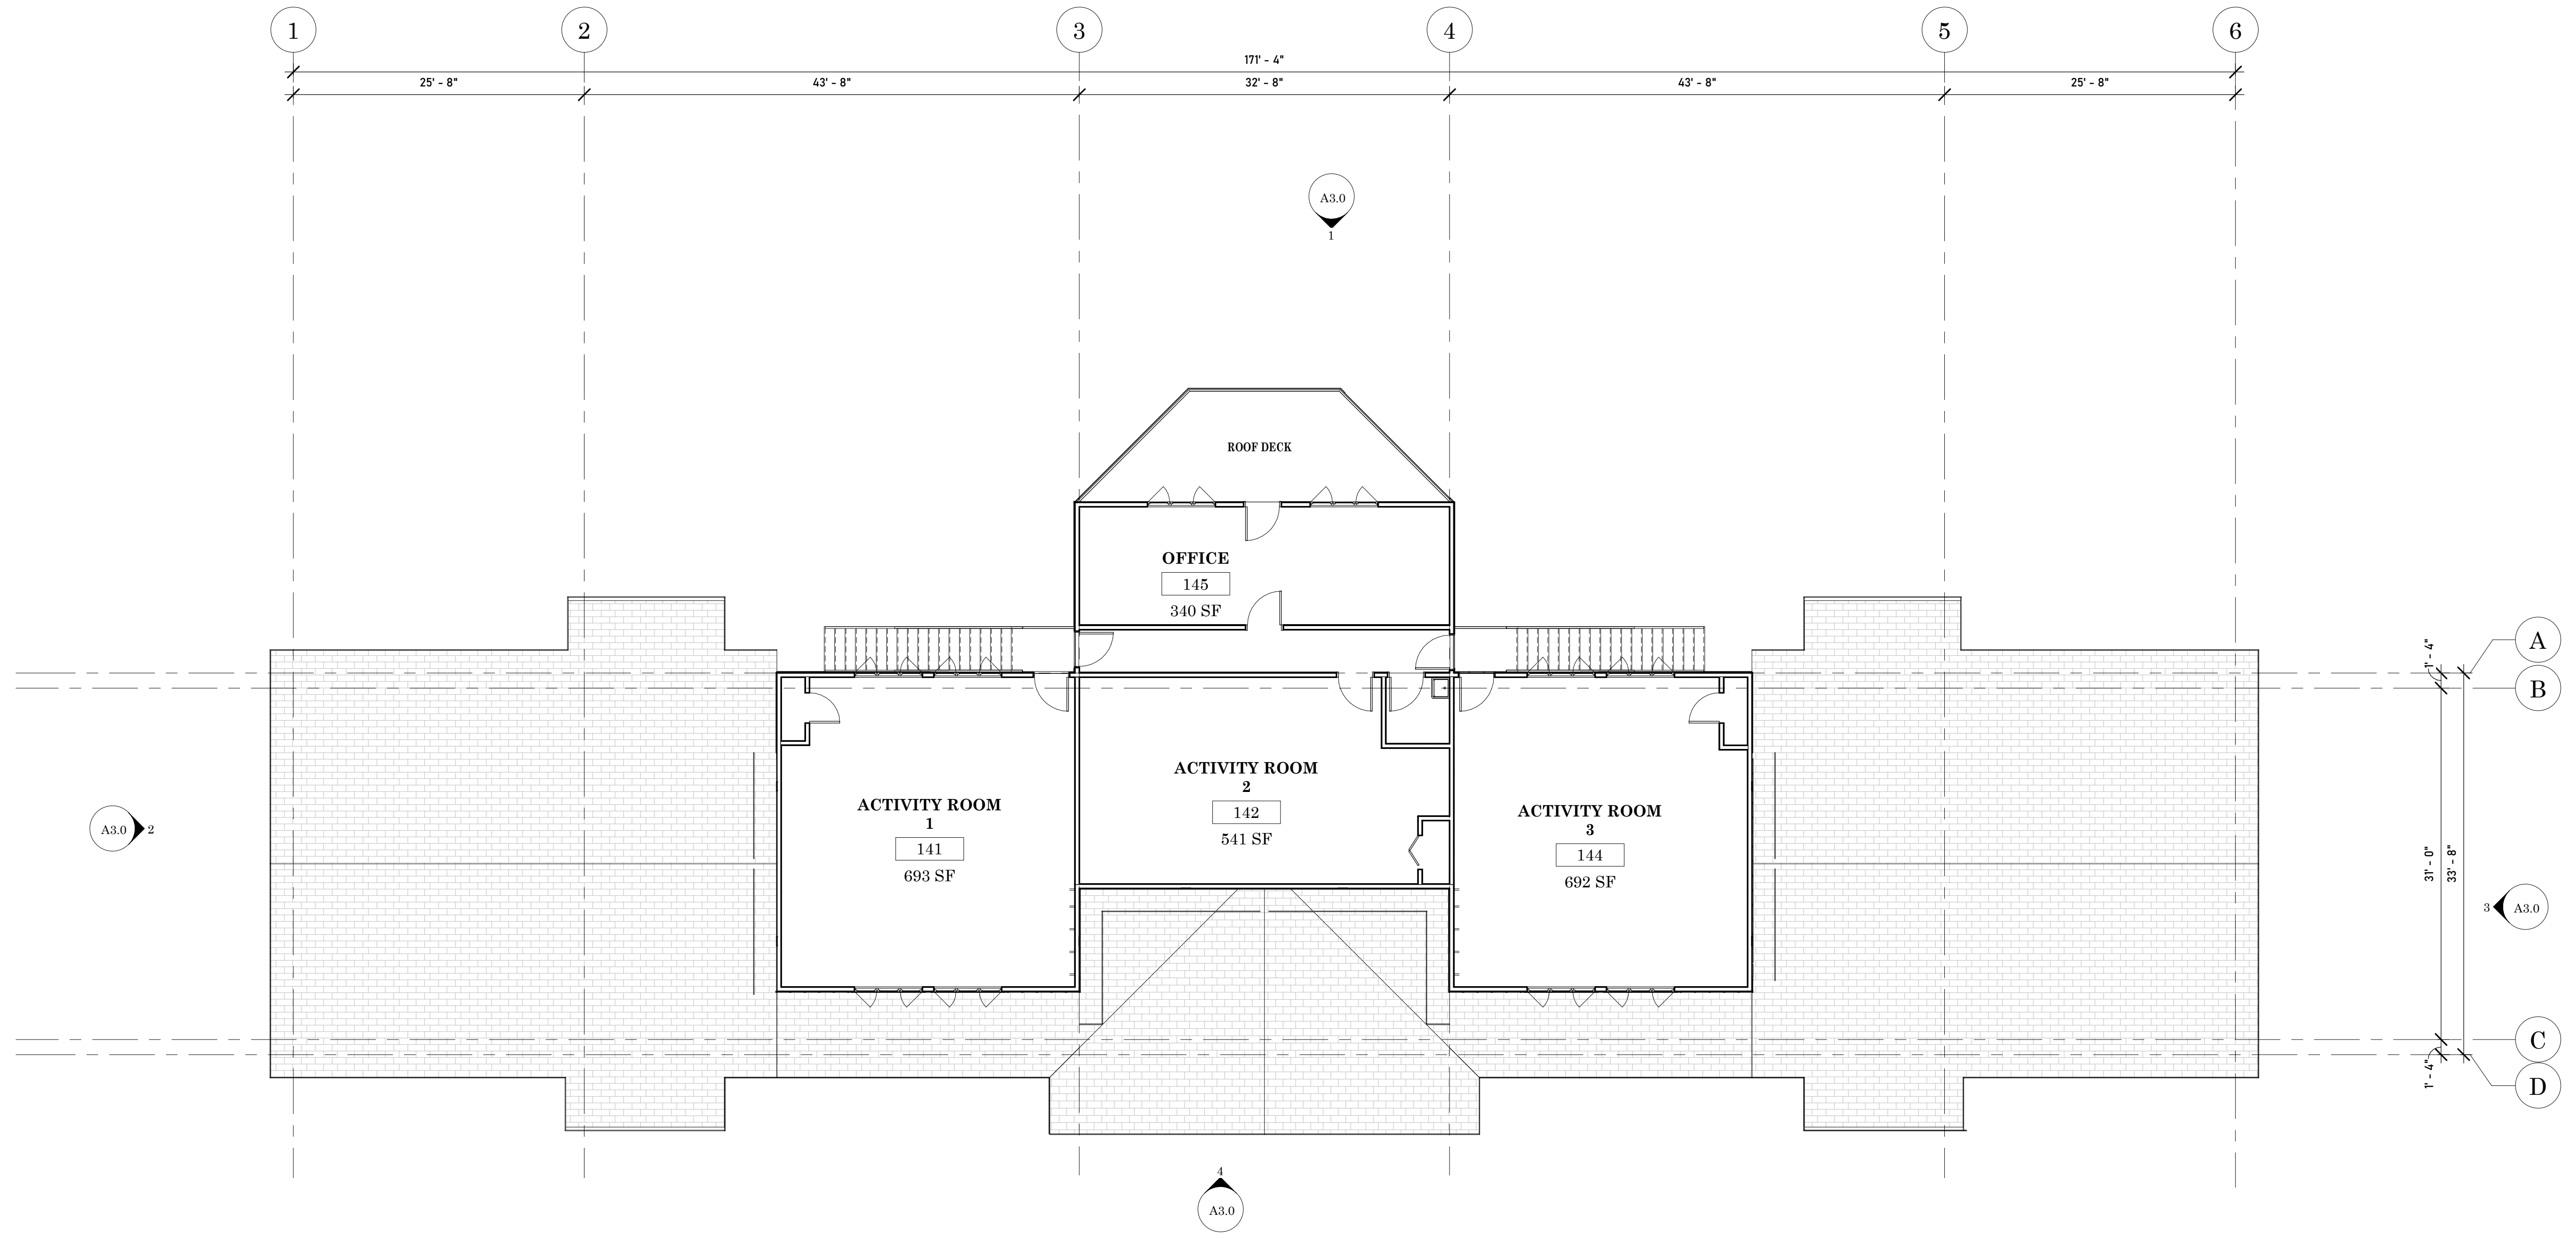 1 2 3 4 5 6
171' - 4"
25' - 8" 43' - 8" 32' - 8" 43' - 8" 25' - 8"
A3.0
1
ROOF DECK
OFFICE
145
340 SF
A
1' - 4"
B
ACTIVITY ROOM
1
141
693 SF
ACTIVITY ROOM
2
142
541 SF
ACTIVITY ROOM
3
144
692 SF
A3.0 2
31' - 0"
33' - 8"
3 A3.0
C
1' - 4"
D
4
A3.0